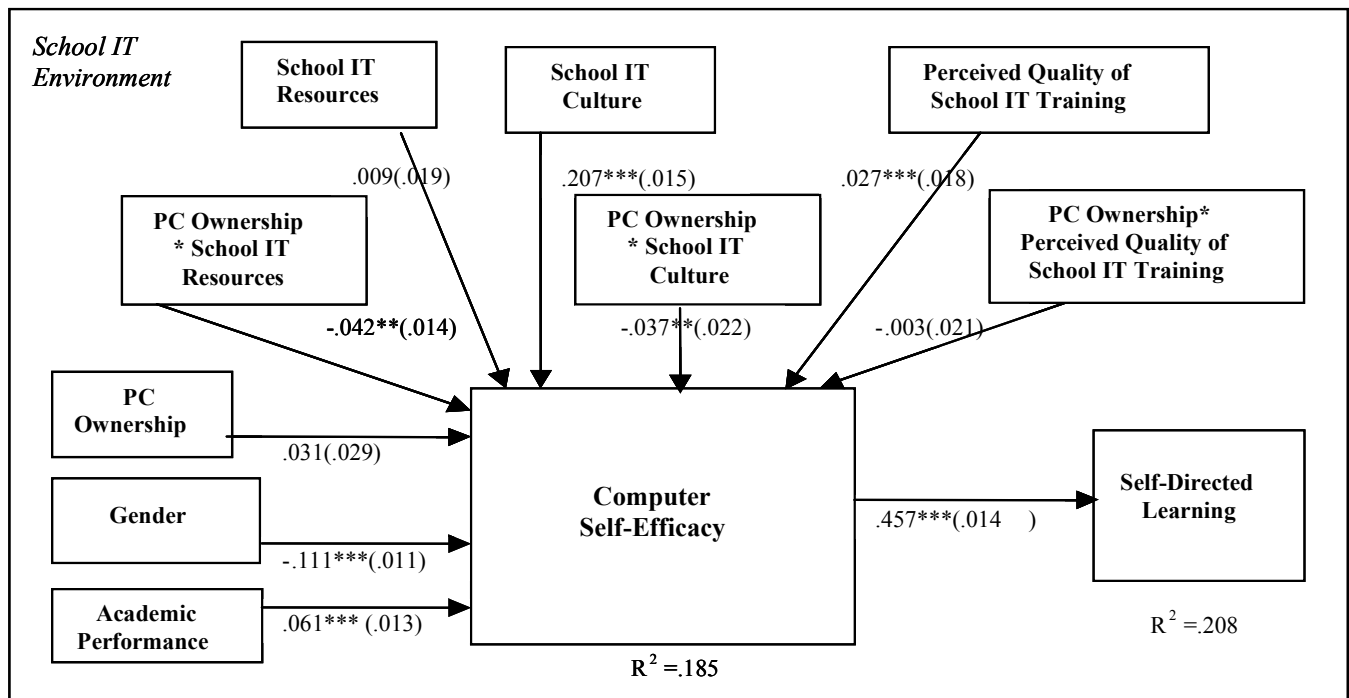 School IT
Environment
School IT
Resources
School IT
Culture
Perceived Quality of
School IT Training
.009(.019)
.207***(.015)
.027***(.018)
PC Ownership
* School IT
Resources
PC Ownership
* School IT
Culture
PC Ownership*
Perceived Quality of
School IT Training
-.042**(.014)
-.037**(.022)
-.003(.021)
PC
Ownership
.031(.029)
Gender
-.111***(.011)
Academic
Performance
.061*** (.013)
Computer
Self-Efficacy
R² =.185
.457***(.014 )
Self-Directed
Learning
R² =.208